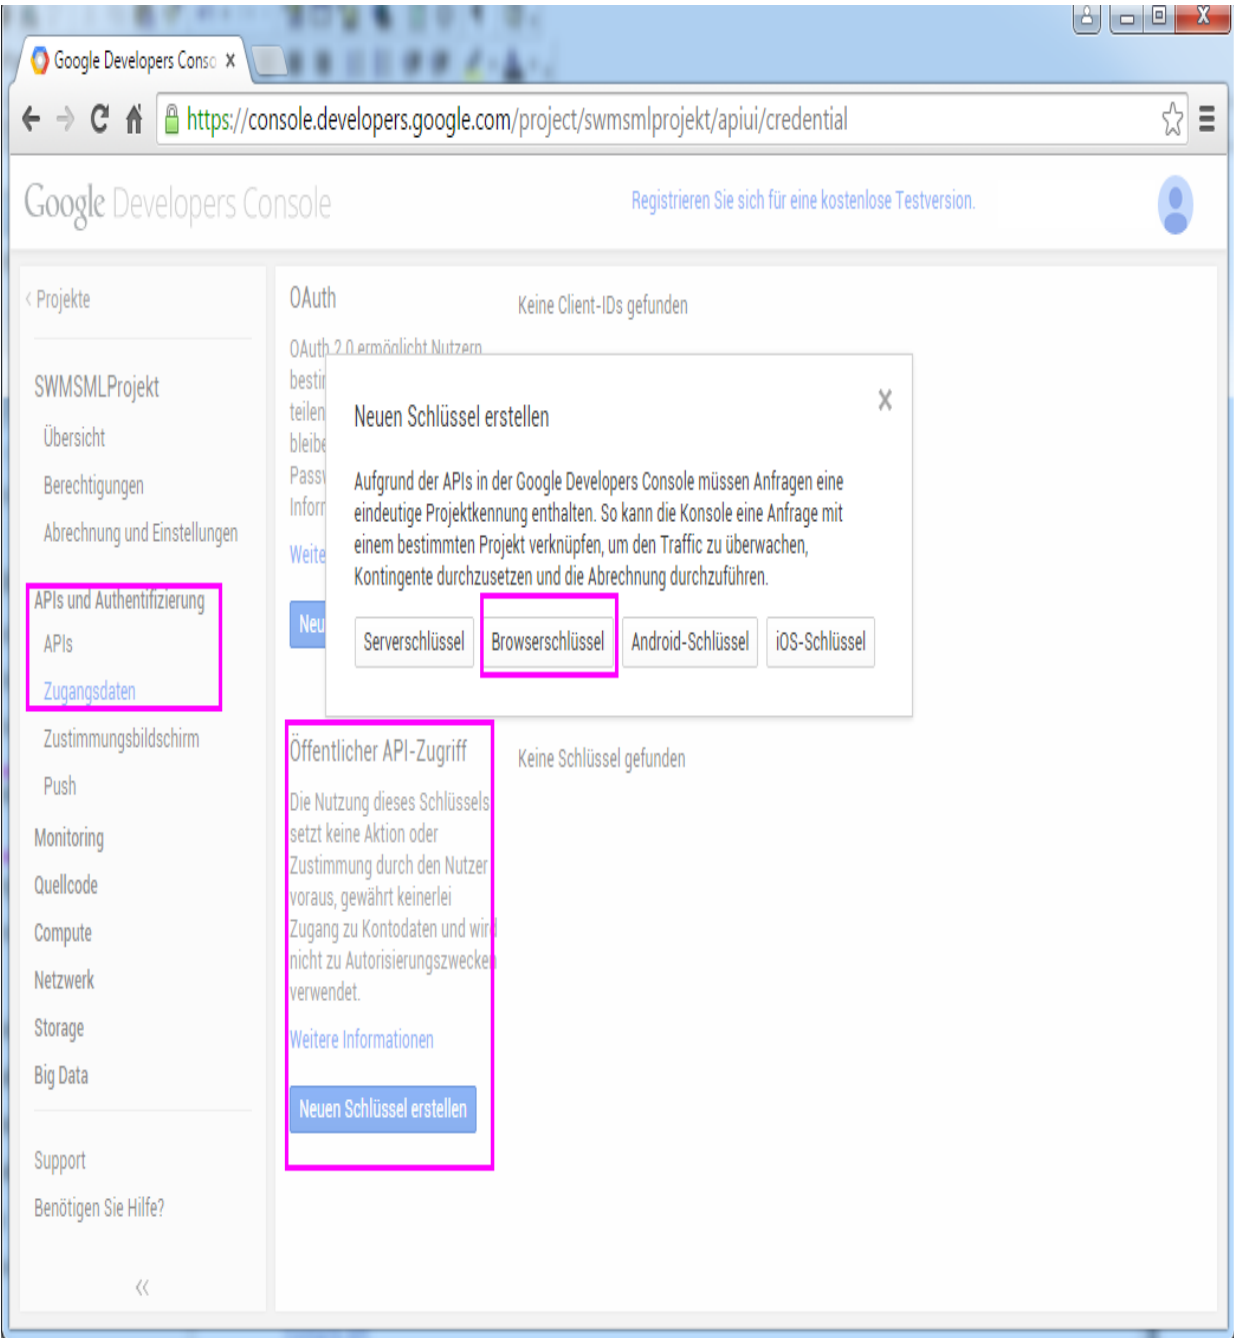 Google Developers Conso
https://console.developers.google.com/project/swmsmlprojekt/apiui/credential
Google Developers Console
Registrieren Sie sich für eine kostenlose Testversion.
Projekte
SWMSMLProjekt
Übersicht
Berechtigungen
Abrechnung und Einstellungen
APIs und Authentifizierung
APIs
Zugangsdaten
Zustimmungsbildschirm
Push
Monitoring
Quellcode
Compute
Netzwerk
Storage
Big Data
Support
Benötigen Sie Hilfe?
OAuth
Keine Client-IDs gefunden
OAuth 2.0 ermöglicht Nutzern
Neuen Schlüssel erstellen
Aufgrund der APIs in der Google Developers Console müssen Anfragen eine
eindeutige Projektkennung enthalten. So kann die Konsole eine Anfrage mit
einem bestimmten Projekt verknüpfen, um den Traffic zu überwachen,
Kontingente durchzusetzen und die Abrechnung durchzuführen.
Serverschlüssel
Browserschlüssel
Android-Schlüssel
iOS-Schlüssel
Öffentlicher API-Zugriff
Keine Schlüssel gefunden
Die Nutzung dieses Schlüssels
setzt keine Aktion oder
Zustimmung durch den Nutzer
voraus, gewährt keinerlei
Zugang zu Kontodaten und wird
nicht zu Autorisierungszwecken
verwendet.
Weitere Informationen
Neuen Schlüssel erstellen